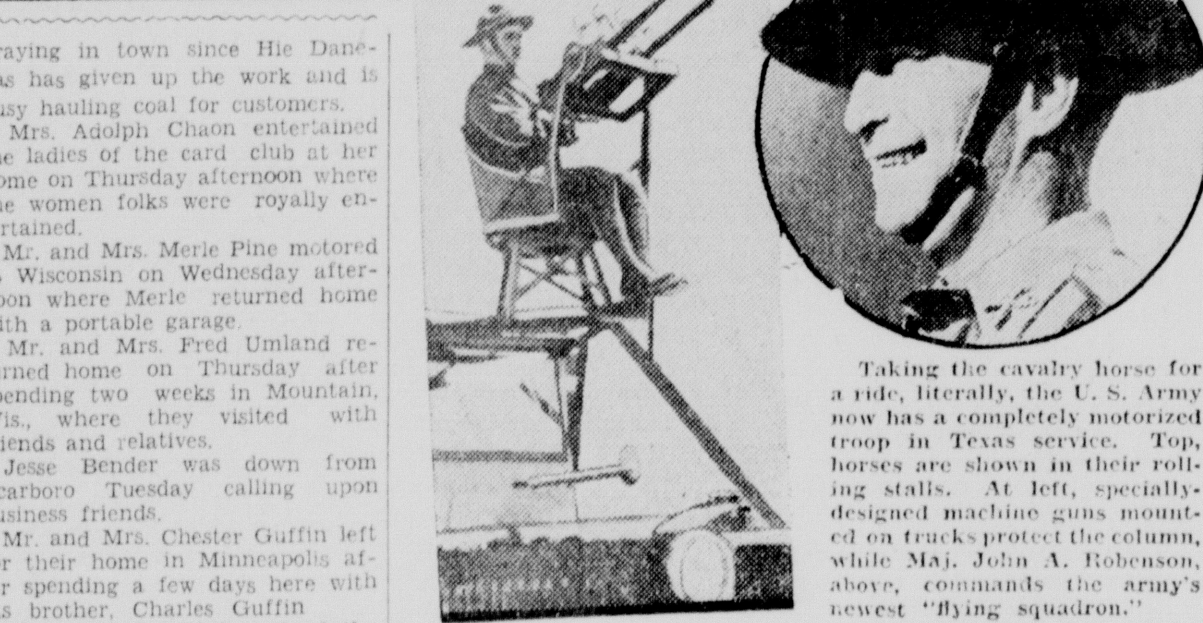 raying in town since Hie Dane-
as has given up the work and is
usy hauling coal for customers.
Mrs. Adolph Chaon entertained
e ladies of the card club at her
ome on Thursday afternoon where
he women folks were royally en-
rtained.
Mr. and Mrs. Merle Pine motored
Wisconsin on Wednesday after-
oon where Merle returned home
ith a portable garage.
Mr. and Mrs. Fred Umland re-
urned home on Thursday after
pending two weeks in Mountain,
Vis., where they visited with
iends and relatives.
Jesse Bender was down from
carboro Tuesday calling upon
usiness friends.
Mr. and Mrs. Chester Guffin left
or their home in Minneapolis af-
r spending a few days here with
is brother, Charles Guffin
Taking the cavalry horse for
a ride, literally, the U. S. Army
now has a completely motorized
troop in Texas service. Top,
horses are shown in their roll-
ing stalls. At left, specially-
designed machine guns mount-
ed on trucks protect the column,
while Maj. John A. Robenson,
above, commands the army's
newest "flying squadron."